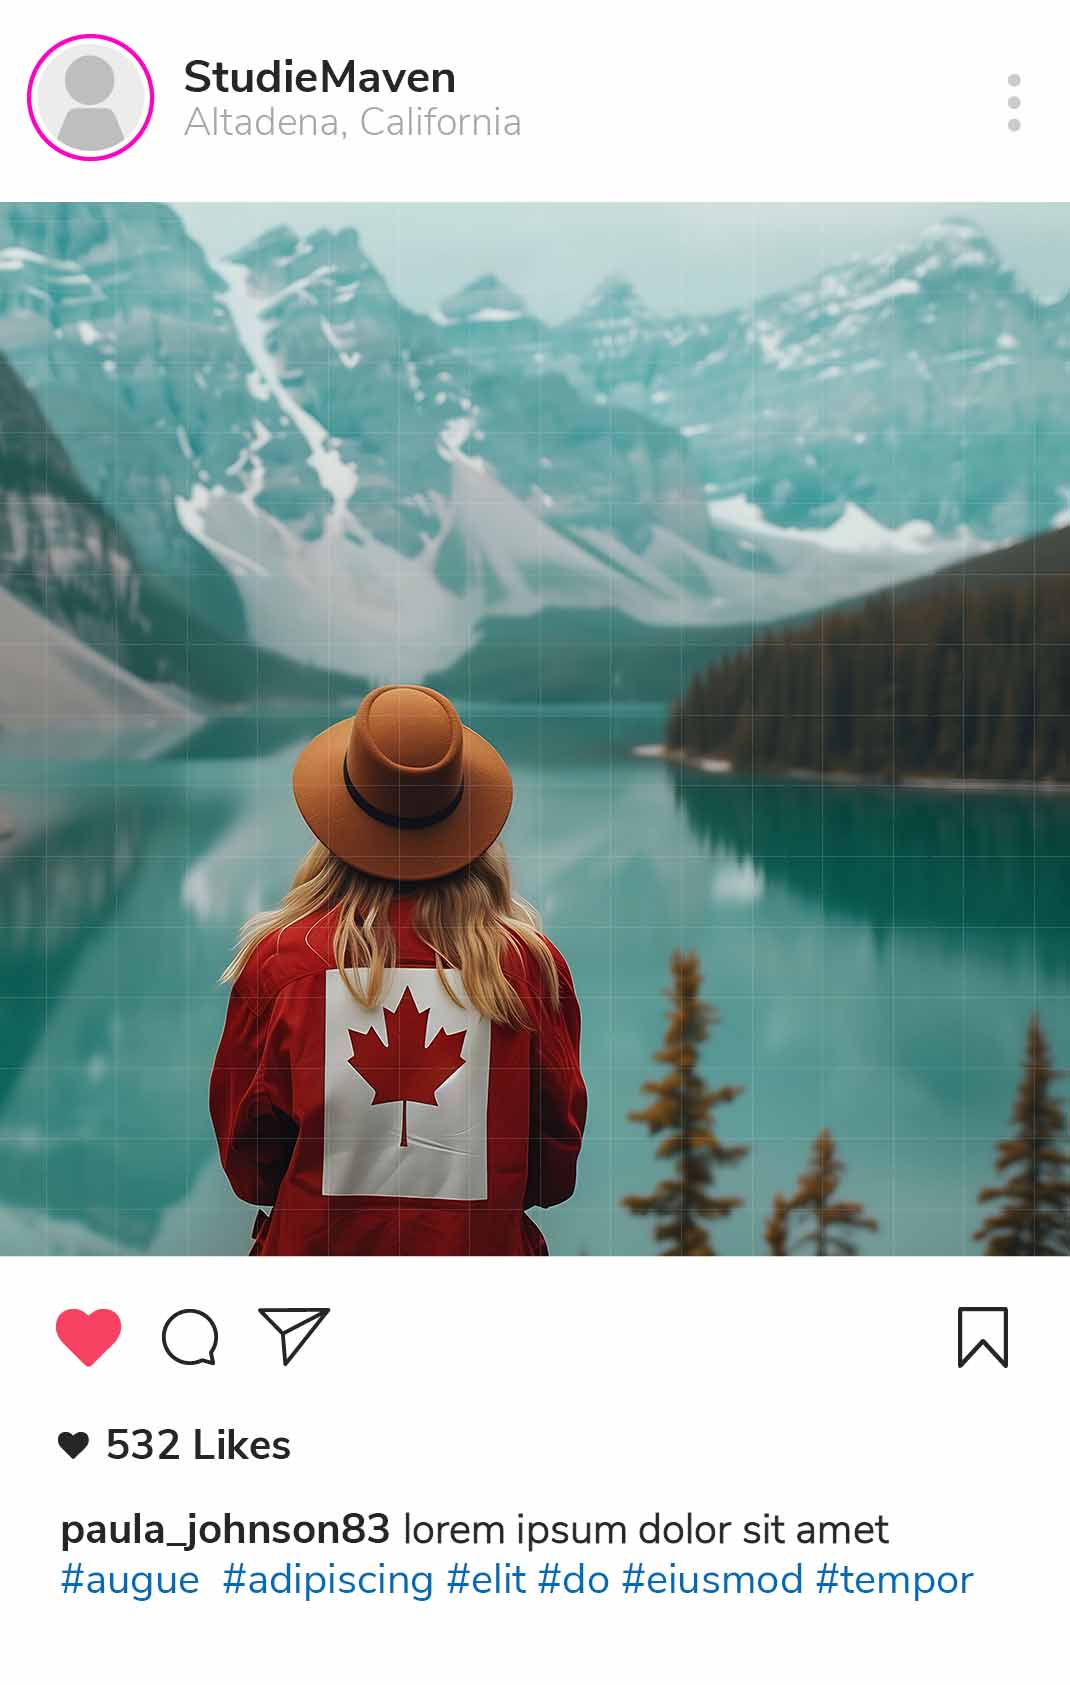 StudieMaven
Altadena, California
532 Likes
paula_johnson83 lorem ipsum dolor sit amet
#augue #adipiscing #elit #do #eiusmod #tempor